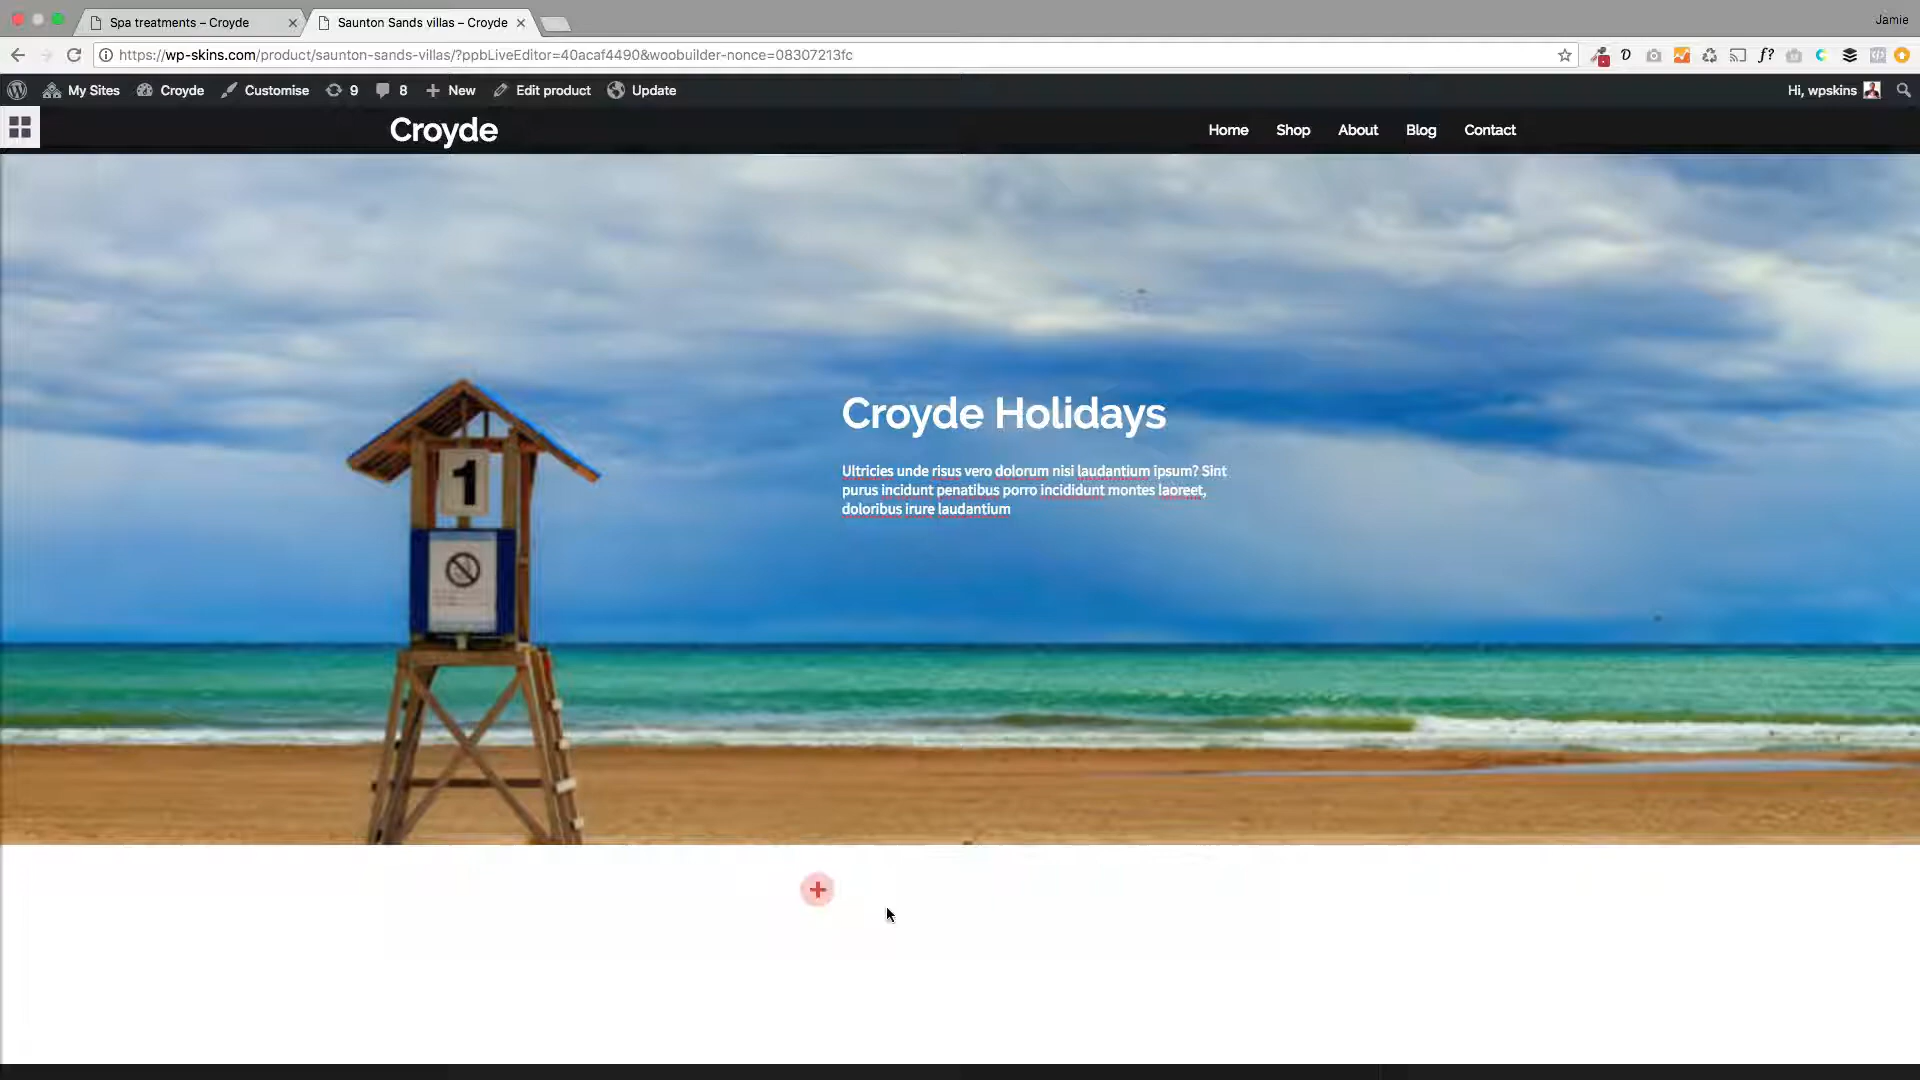 Jamie
Spa treatments – Croyde
Saunton Sands villas – Croyde
https://wp-skins.com/product/saunton-sands-villas/?ppbLiveEditor=40acaf4490&woobuilder-nonce=08307213fc
My Sites Croyde Customise 9 8 New Edit product Update Hi, wpskins
Croyde
Home Shop About Blog Contact
1
Croyde Holidays
Ultricies unde risus vero dolorum nisi laudantium ipsum? Sint
purus incidunt penatibus porro incididunt montes laoreet,
doloribus irure laudantium